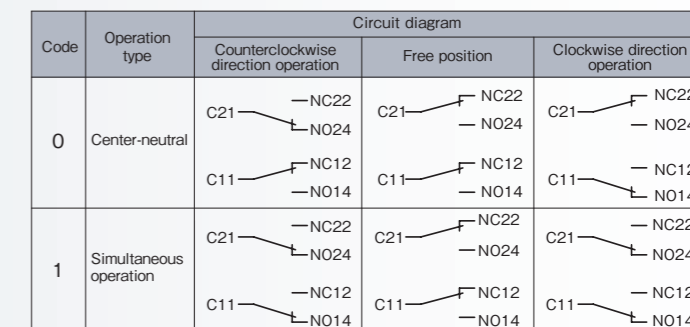 Code
Operation
type
Circuit diagram
Counterclockwise
direction operation
Free position
Clockwise direction
operation
0
Center-neutral
C21
NC22
NO24
C11
NC12
NO14
C21
NC22
NO24
C11
NC12
NO14
C21
NC22
NO24
C11
NC12
NO14
1
Simultaneous
operation
C21
NC22
NO24
C11
NC12
NO14
C21
NC22
NO24
C11
NC12
NO14
C21
NC22
NO24
C11
NC12
NO14